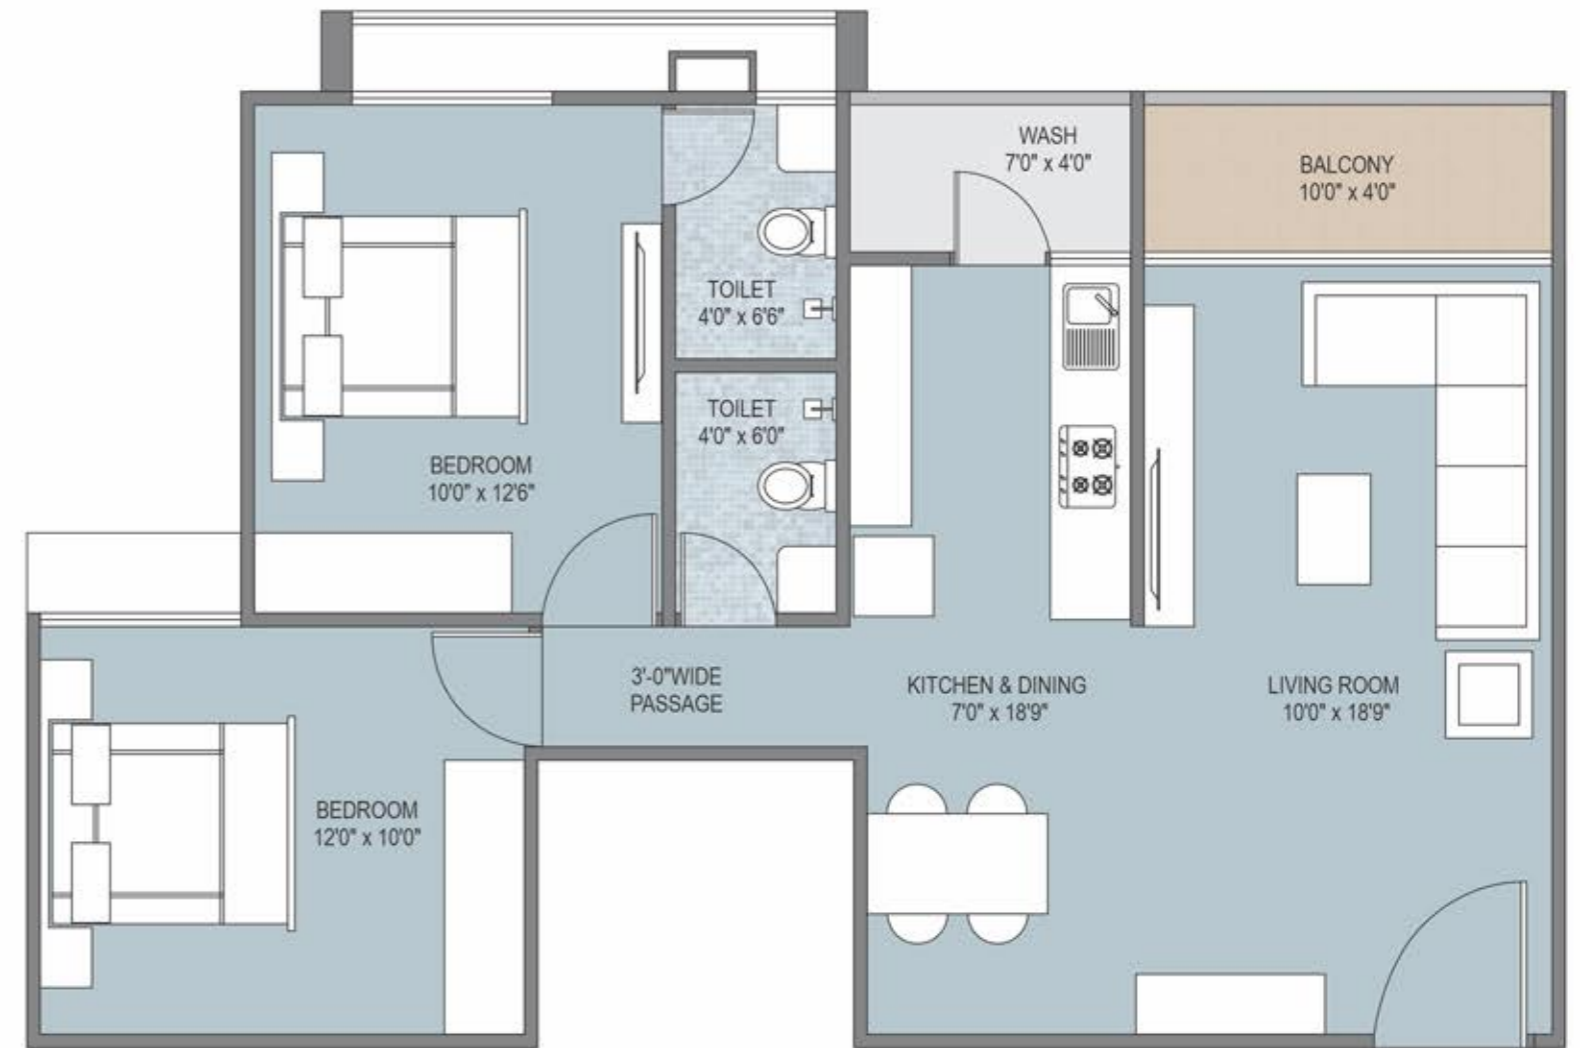 WASH
7'0" x 4'0"
BALCONY
10'0" x 4'0"
TOILET
4'0" x 6'6"
TOILET
4'0" x 6'0"
BEDROOM
10'0" x 12'6"
3'-0"WIDE
PASSAGE
KITCHEN & DINING
7'0" x 18'9"
LIVING ROOM
10'0" x 18'9"
BEDROOM
12'0" x 10'0"